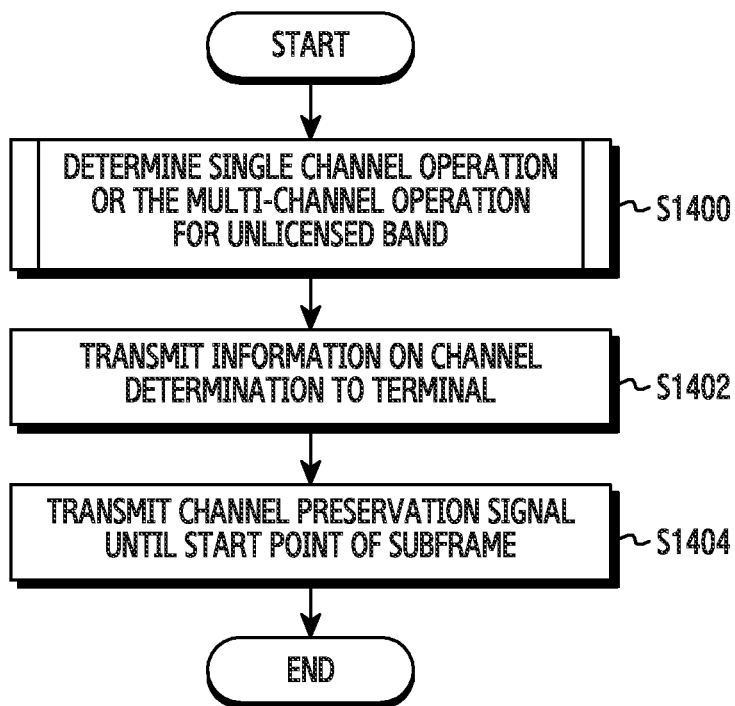 START
DETERMINE SINGLE CHANNEL OPERATION
OR THE MULTI-CHANNEL OPERATION
FOR UNLICENSED BAND
S1400
TRANSMIT INFORMATION ON CHANNEL
DETERMINATION TO TERMINAL
S1402
TRANSMIT CHANNEL PRESERVATION SIGNAL
UNTIL START POINT OF SUBFRAME
S1404
END